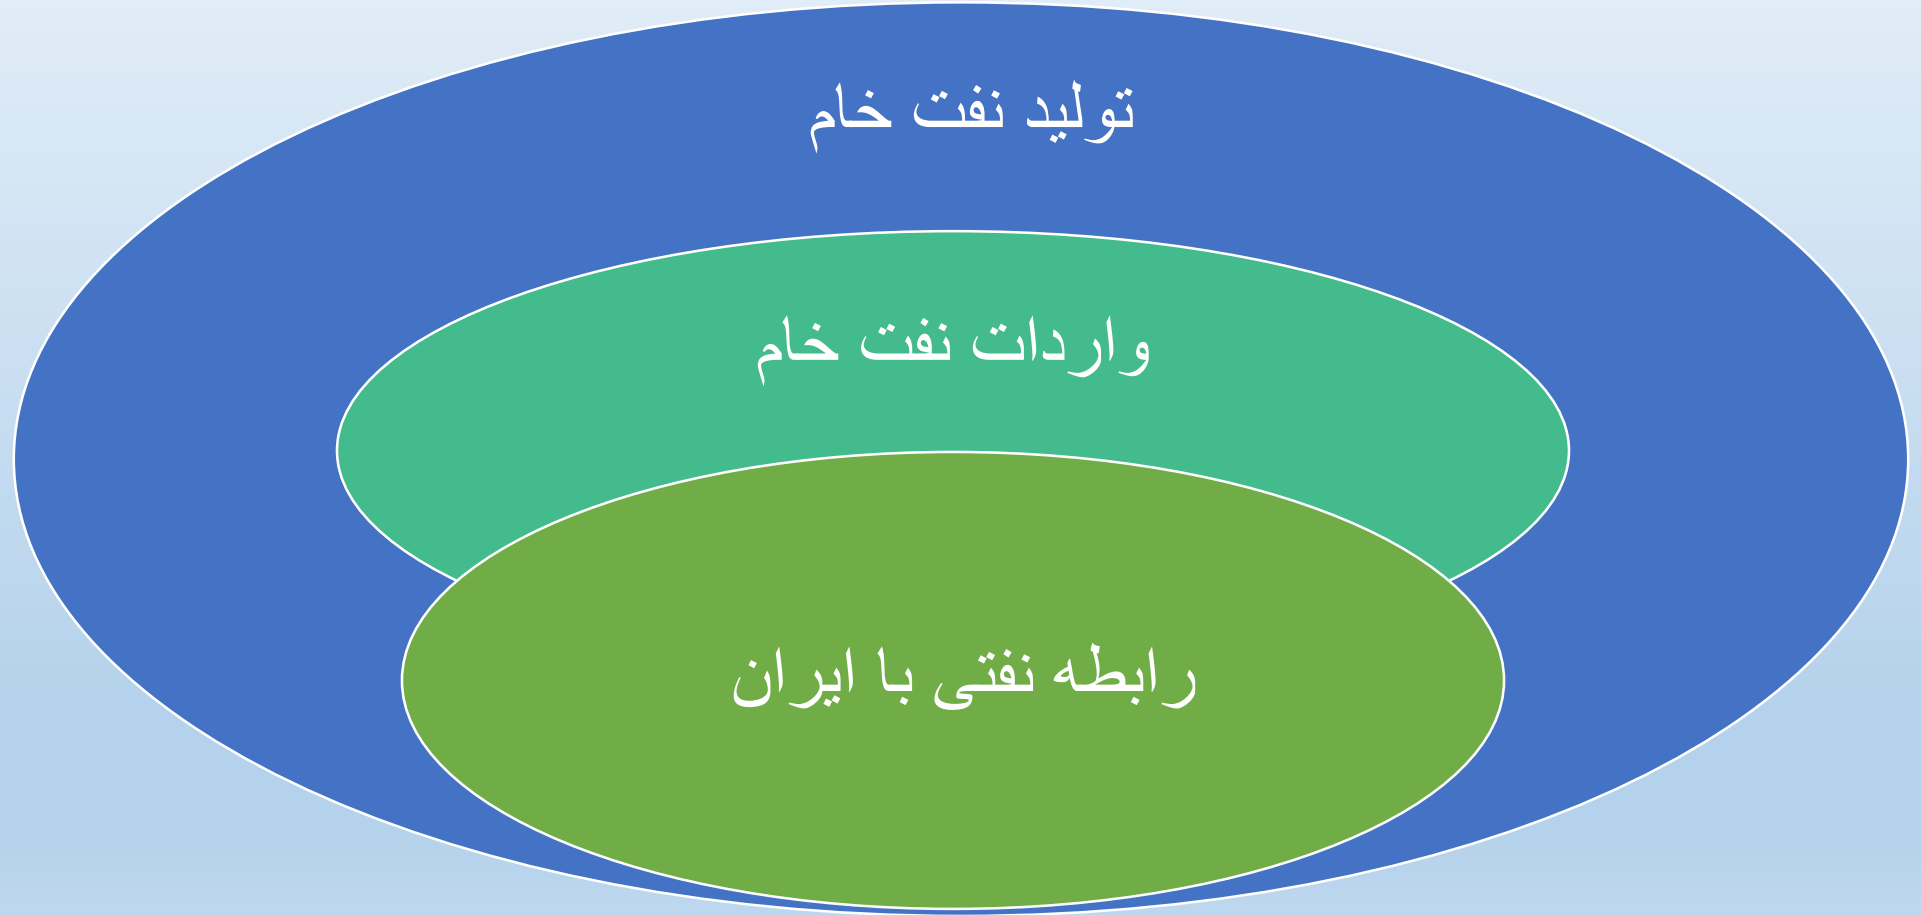 تولید نفت خام
واردات نفت خام
رابطه نفتی با ایران